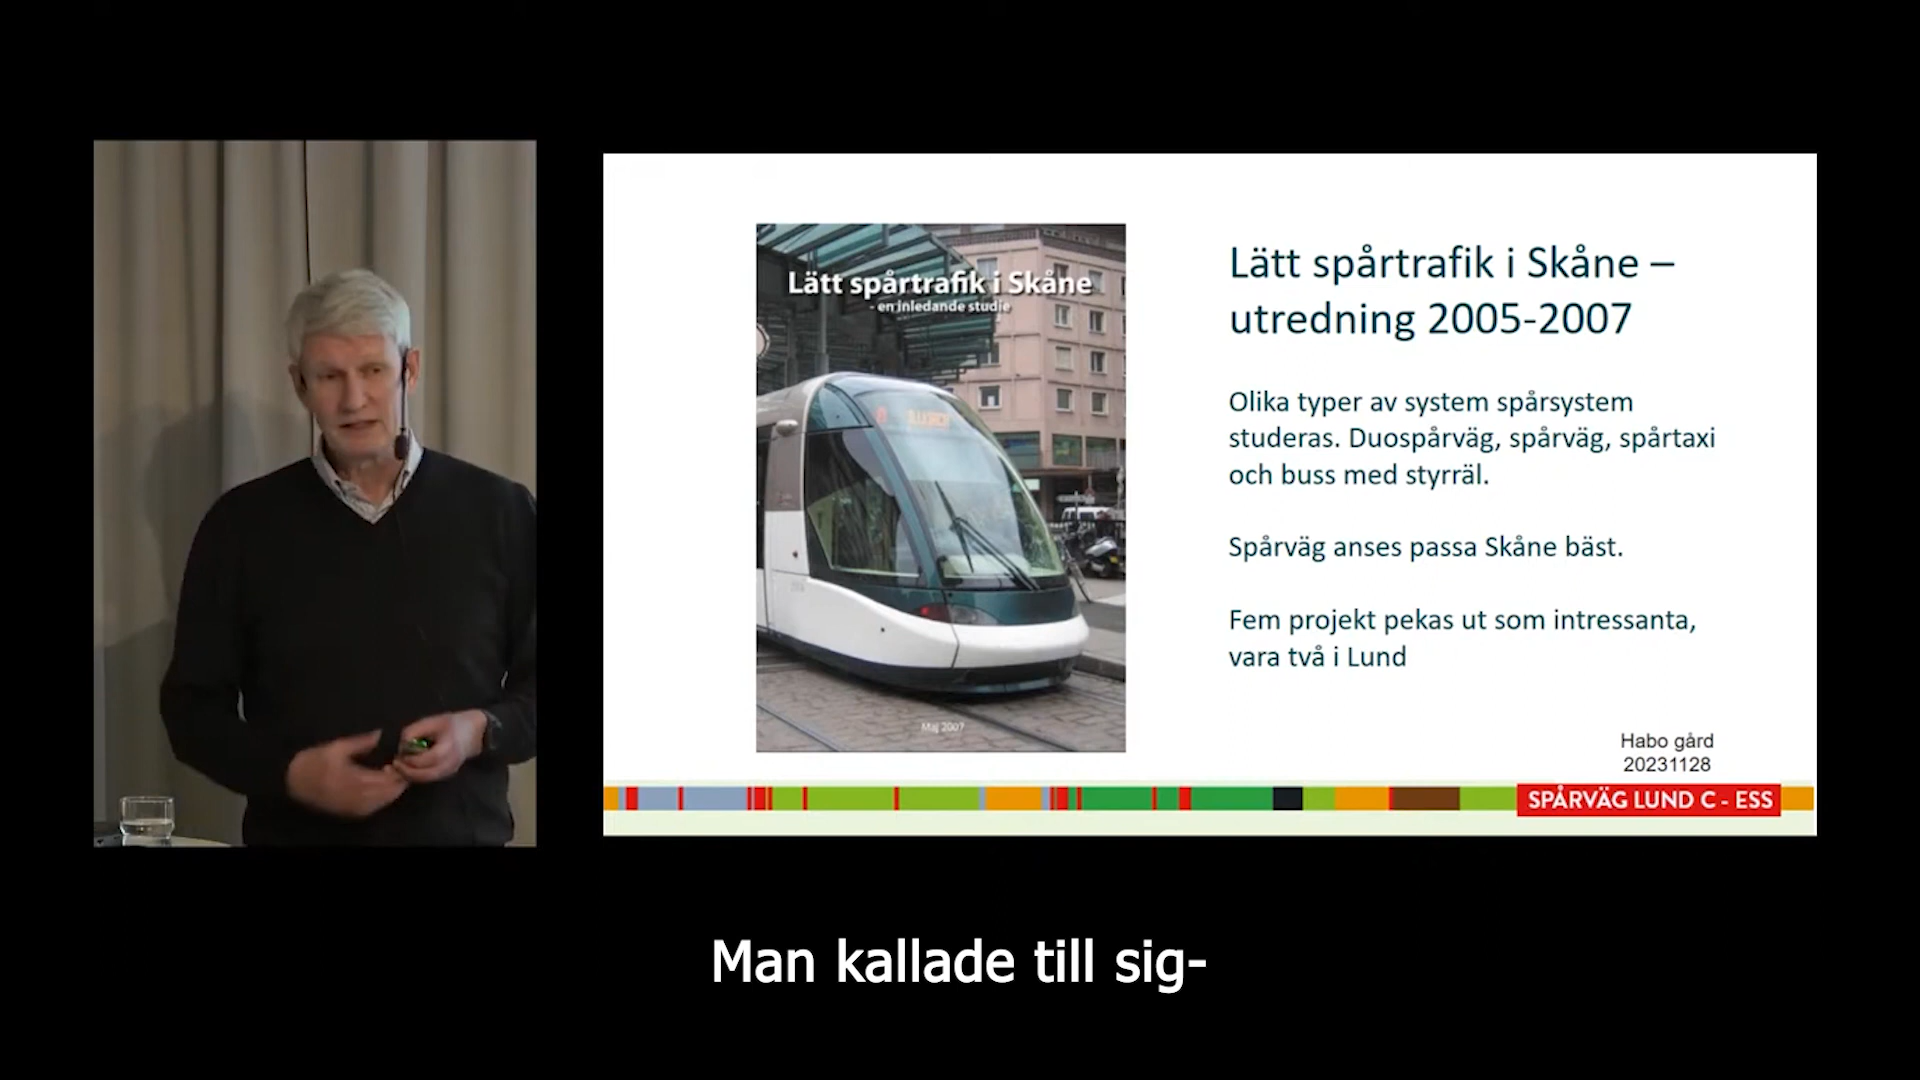 Lätt spårtrafik i Skåne
- en inledande studie
Maj 2007
Lätt spårtrafik i Skåne –
utredning 2005-2007
Olika typer av system spårsystem
studeras. Duospårväg, spårväg, spårtaxi
och buss med styrräl.
Spårväg anses passa Skåne bäst.
Fem projekt pekas ut som intressanta,
vara två i Lund
Habo gård
20231128
SPÅRVÄG LUND C - ESS
Man kallade till sig-